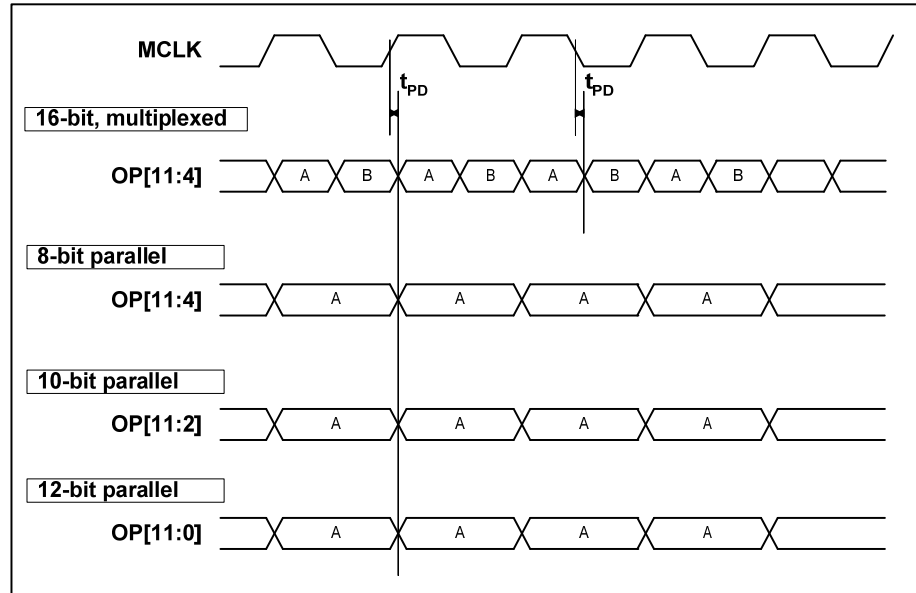 MCLK
tPD tPD
16-bit, multiplexed
OP[11:4] A B A B A B A B
8-bit parallel
OP[11:4] A A A A
10-bit parallel
OP[11:2] A A A A
12-bit parallel
OP[11:0] A A A A